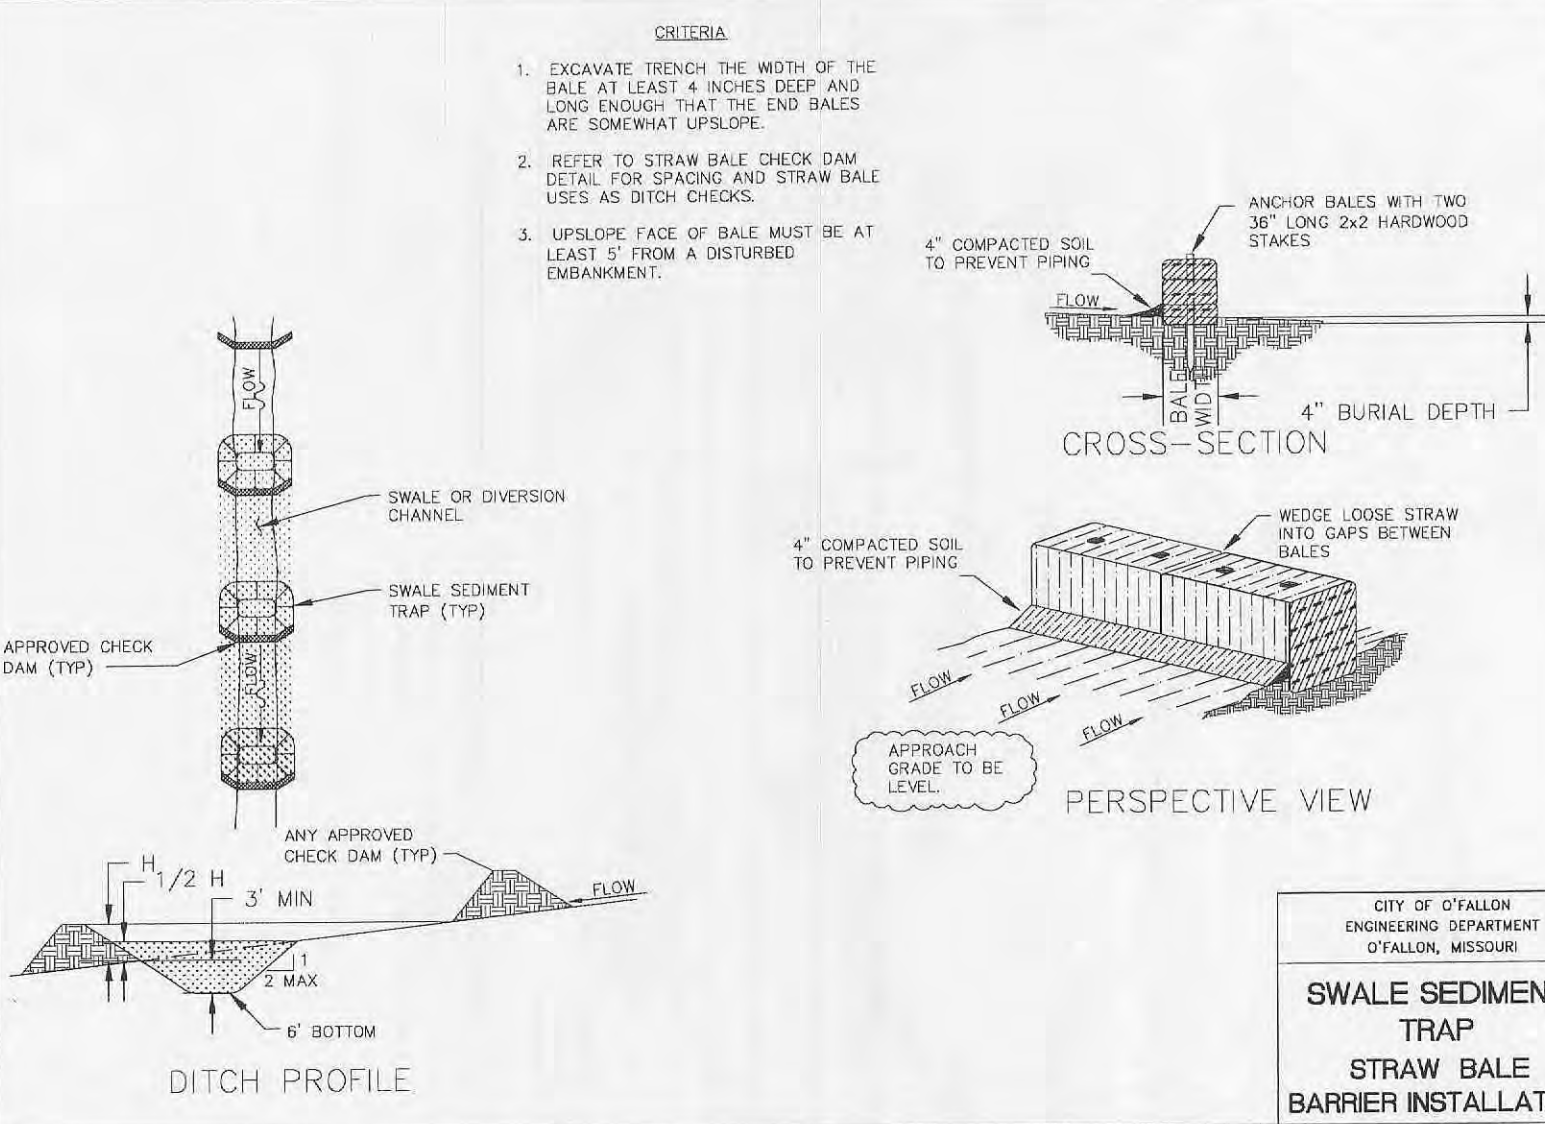 CRITERIA
1. EXCAVATE TRENCH THE WIDTH OF THE
BALE AT LEAST 4 INCHES DEEP AND
LONG ENOUGH THAT THE END BALES
ARE SOMEWHAT UPSLOPE.
2. REFER TO STRAW BALE CHECK DAM
DETAIL FOR SPACING AND STRAW BALE
USES AS DITCH CHECKS.
3. UPSLOPE FACE OF BALE MUST BE AT
LEAST 5' FROM A DISTURBED
EMBANKMENT.
ANCHOR BALES WITH TWO
36" LONG 2x2 HARDWOOD
STAKES
4" COMPACTED SOIL
TO PREVENT PIPING
FLOW
BALE
WIDTH
4" BURIAL DEPTH
CROSS-SECTION
FLOW
SWALE OR DIVERSION
CHANNEL
SWALE SEDIMENT
TRAP (TYP)
APPROVED CHECK
DAM (TYP)
FLOW
WEDGE LOOSE STRAW
INTO GAPS BETWEEN
BALES
4" COMPACTED SOIL
TO PREVENT PIPING
FLOW
FLOW
FLOW
APPROACH
GRADE TO BE
LEVEL.
PERSPECTIVE VIEW
ANY APPROVED
CHECK DAM (TYP)
H
1/2 H
3' MIN
FLOW
1
2 MAX
6' BOTTOM
DITCH PROFILE
CITY OF O'FALLON
ENGINEERING DEPARTMENT
O'FALLON, MISSOURI
SWALE SEDIMEN
TRAP
STRAW BALE
BARRIER INSTALLAT